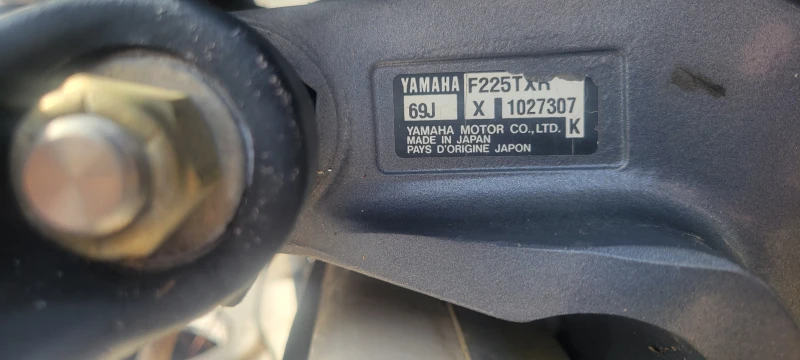 YAMAHA F225TXR
69J X 1027307
YAMAHA MOTOR CO., LTD. K
MADE IN JAPAN
PAYS D'ORIGINE JAPON